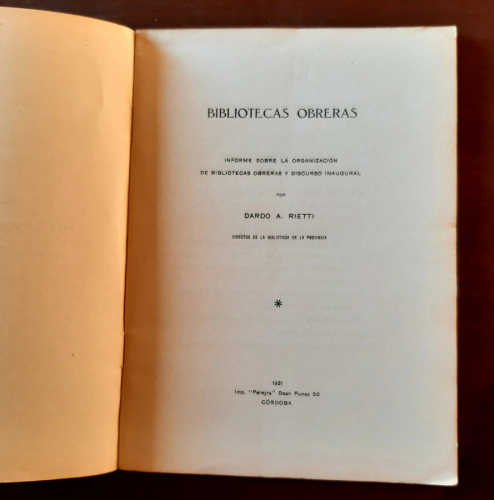 BIBLIOTECAS OBRERAS
INFORME SOBRE LA ORGANIZACIÓN
DE BIBLIOTECAS OBRERAS Y DISCURSO INAUGURAL
POR
DARDO A. RIETTI
DIRECTOR DE LA BIBLIOTECA DE LA PROVINCIA
1921
Imp. "Pereyra" Dean Funes 50
CÓRDOBA